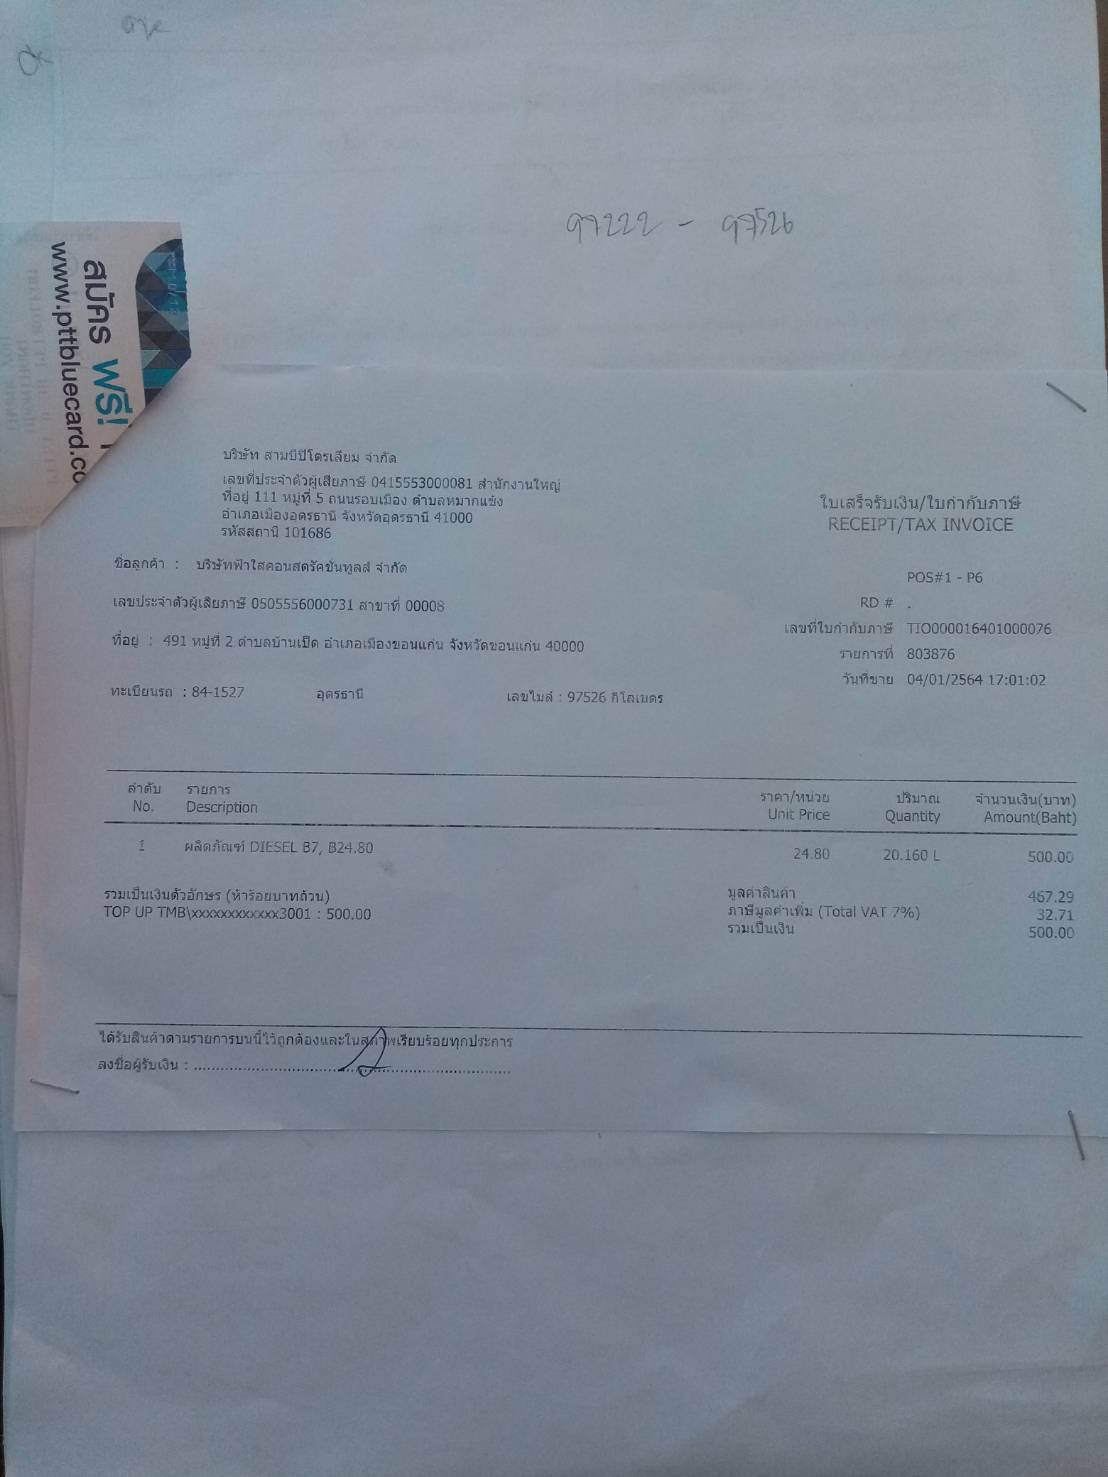 97222 - 97526
สมัคร ฟรี!
www.pttbluecard.co
บริษัท สามบีปิโตรเลียม จำกัด
เลขที่ประจำตัวผู้เสียภาษี 0415553000081 สำนักงานใหญ่
ที่อยู่ 111 หมู่ที่ 5 ถนนรอบเมือง ตำบลหมากแข้ง
อำเภอเมืองอุดรธานี จังหวัดอุดรธานี 41000
รหัสสถานี 101686
ใบเสร็จรับเงิน/ใบกำกับภาษี
RECEIPT/TAX INVOICE
ชื่อลูกค้า : บริษัทฟ้าใสคอนสตรัคชั่นทูลส์ จำกัด
POS#1 - P6
เลขประจำตัวผู้เสียภาษี 0505556000731 สาขาที่ 00008
RD # .
เลขที่ใบกำกับภาษี TIO000016401000076
ที่อยู่ : 491 หมู่ที่ 2 ตำบลบ้านเป็ด อำเภอเมืองขอนแก่น จังหวัดขอนแก่น 40000
รายการที่ 803876
วันที่ขาย 04/01/2564 17:01:02
ทะเบียนรถ : 84-1527 อุดรธานี เลขไมล์ : 97526 กิโลเมตร
ลำดับ รายการ ราคา/หน่วย ปริมาณ จำนวนเงิน(บาท)
No. Description Unit Price Quantity Amount(Baht)
1 ผลิตภัณฑ์ DIESEL B7, B24.80 24.80 20.160 L 500.00
รวมเป็นเงินตัวอักษร (ห้าร้อยบาทถ้วน) มูลค่าสินค้า 467.29
TOP UP TMB\xxxxxxxxxxxx3001 : 500.00 ภาษีมูลค่าเพิ่ม (Total VAT 7%) 32.71
รวมเป็นเงิน 500.00
ได้รับสินค้าตามรายการบนนี้ไว้ถูกต้องและในสภาพเรียบร้อยทุกประการ
ลงชื่อผู้รับเงิน : ................................................................